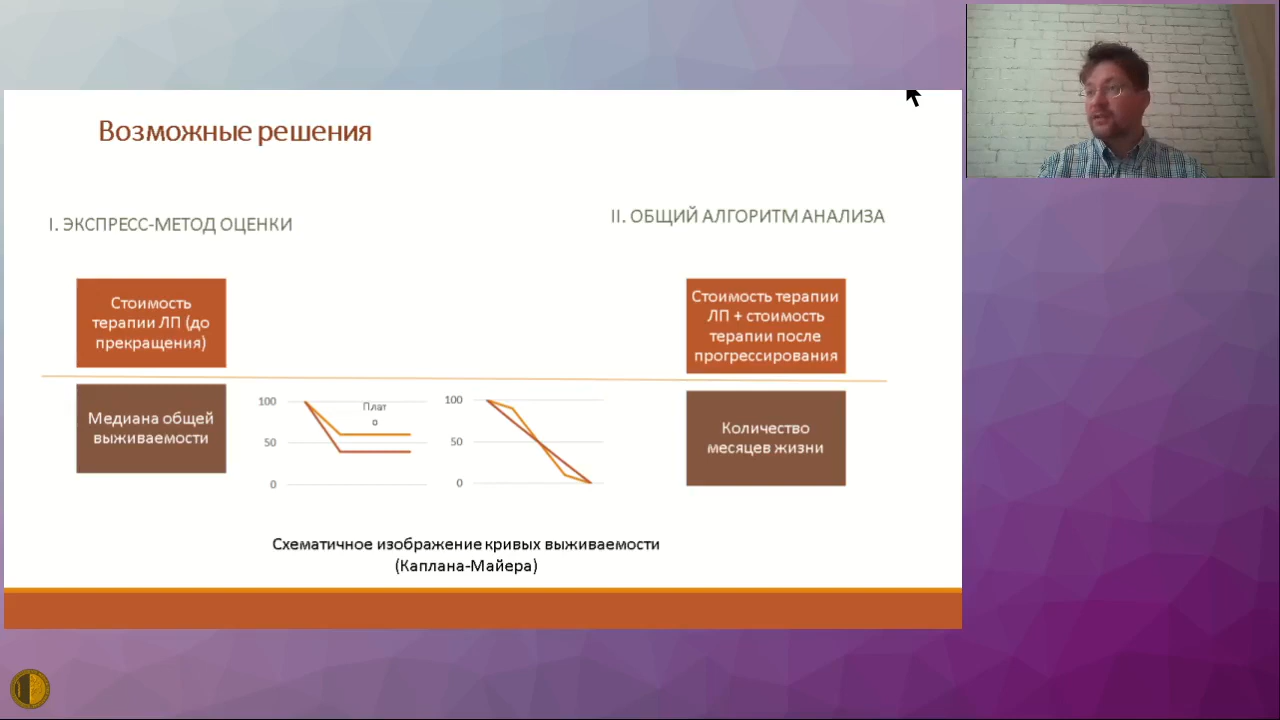 Возможные решения
I. ЭКСПРЕСС-МЕТОД ОЦЕНКИ
II. ОБЩИЙ АЛГОРИТМ АНАЛИЗА
Стоимость
терапии ЛП (до
прекращения)
Стоимость терапии
ЛП + стоимость
терапии после
прогрессирования
Медиана общей
выживаемости
100
50
0
Плат
о
100
50
0
Количество
месяцев жизни
Схематичное изображение кривых выживаемости
(Каплана-Майера)